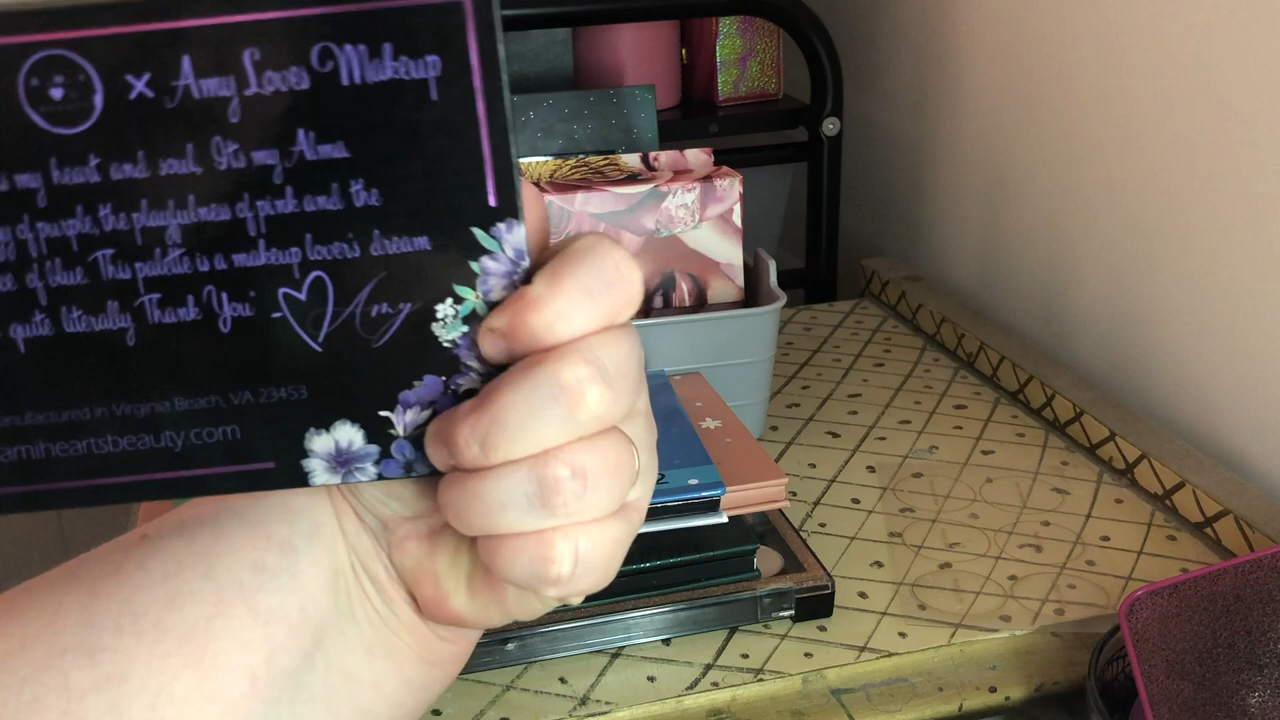 x Amy Loves Makeup
my heart and soul. It's my Alma
of purple, the playfulness of pink and the
of blue. This palette is a makeup lover's dream
quite literally Thank You" - Amy
anufactured in Virginia Beach, VA 23453
amiheartsbeauty.com
2